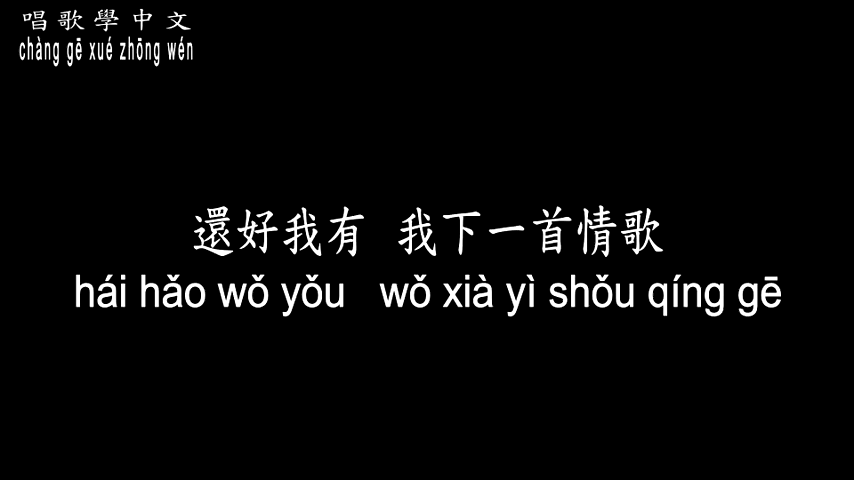 唱歌學中文
chàng gē xué zhōng wén
還好我有 我下一首情歌
hái hǎo wǒ yǒu wǒ xià yì shǒu qíng gē